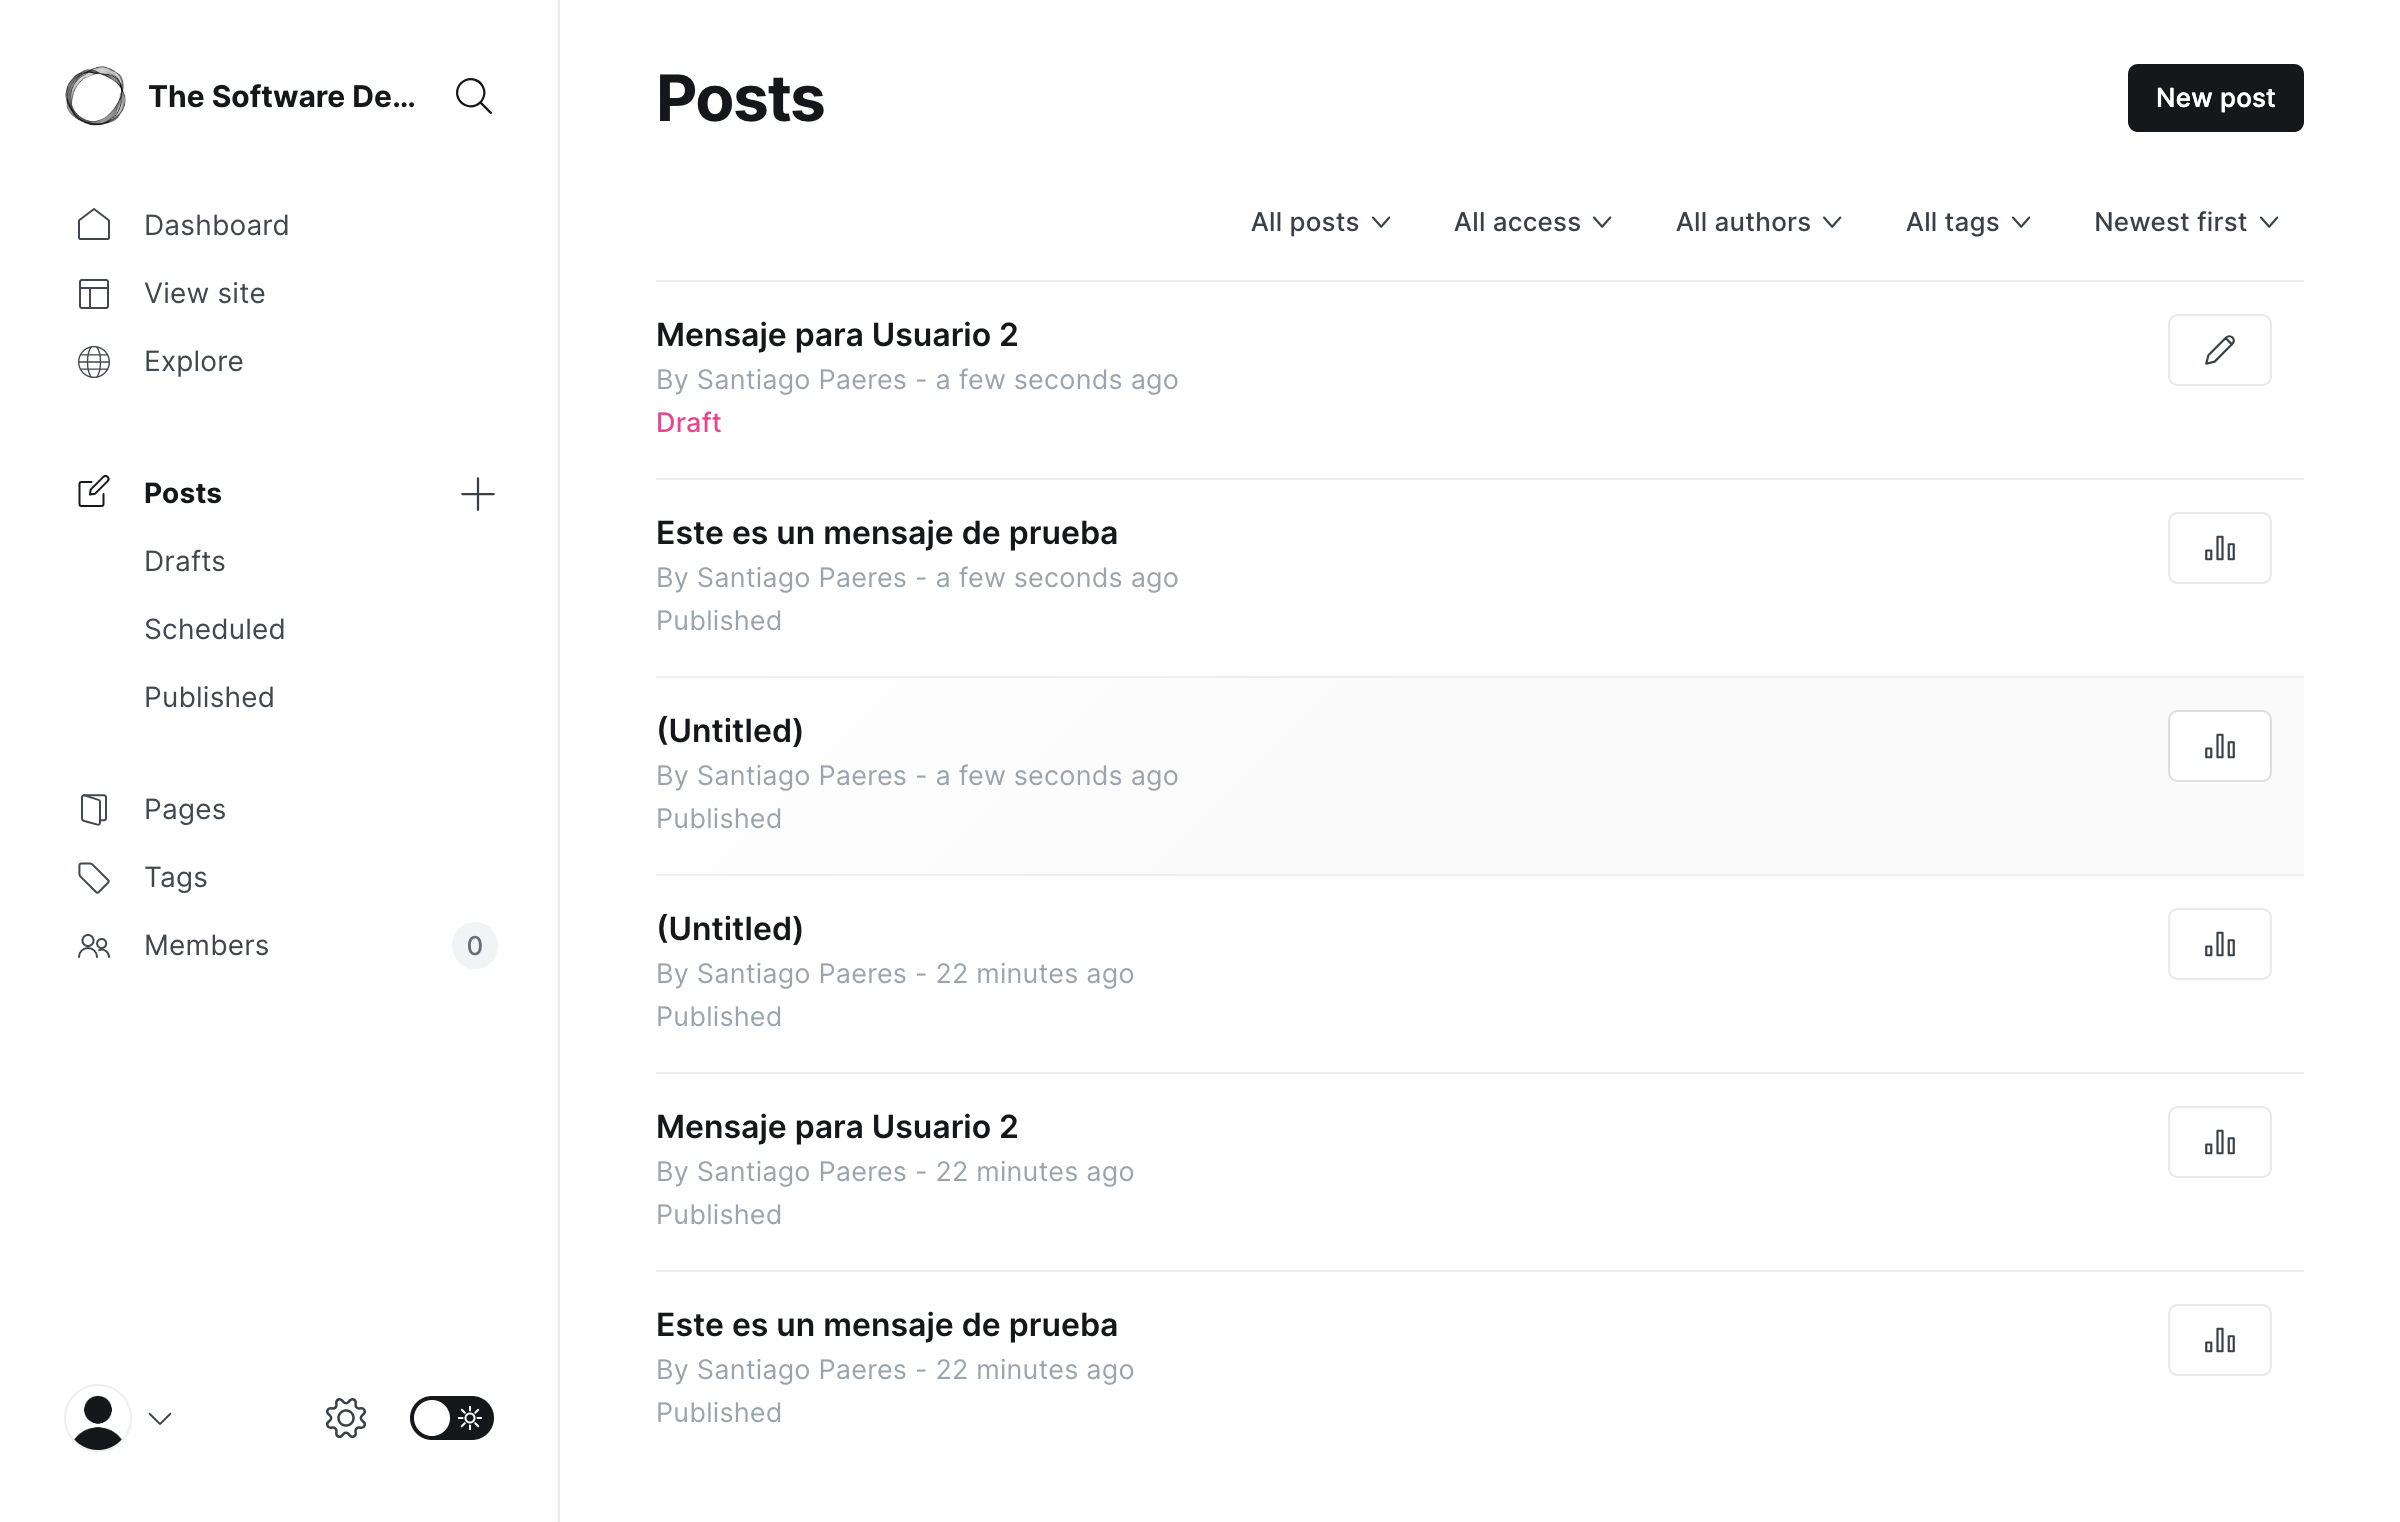 The Software De...
Dashboard
View site
Explore
Posts
Drafts
Scheduled
Published
Pages
Tags
Members 0
Posts
New post
All posts All access All authors All tags Newest first
Mensaje para Usuario 2
By Santiago Paeres - a few seconds ago
Draft
Este es un mensaje de prueba
By Santiago Paeres - a few seconds ago
Published
(Untitled)
By Santiago Paeres - a few seconds ago
Published
(Untitled)
By Santiago Paeres - 22 minutes ago
Published
Mensaje para Usuario 2
By Santiago Paeres - 22 minutes ago
Published
Este es un mensaje de prueba
By Santiago Paeres - 22 minutes ago
Published